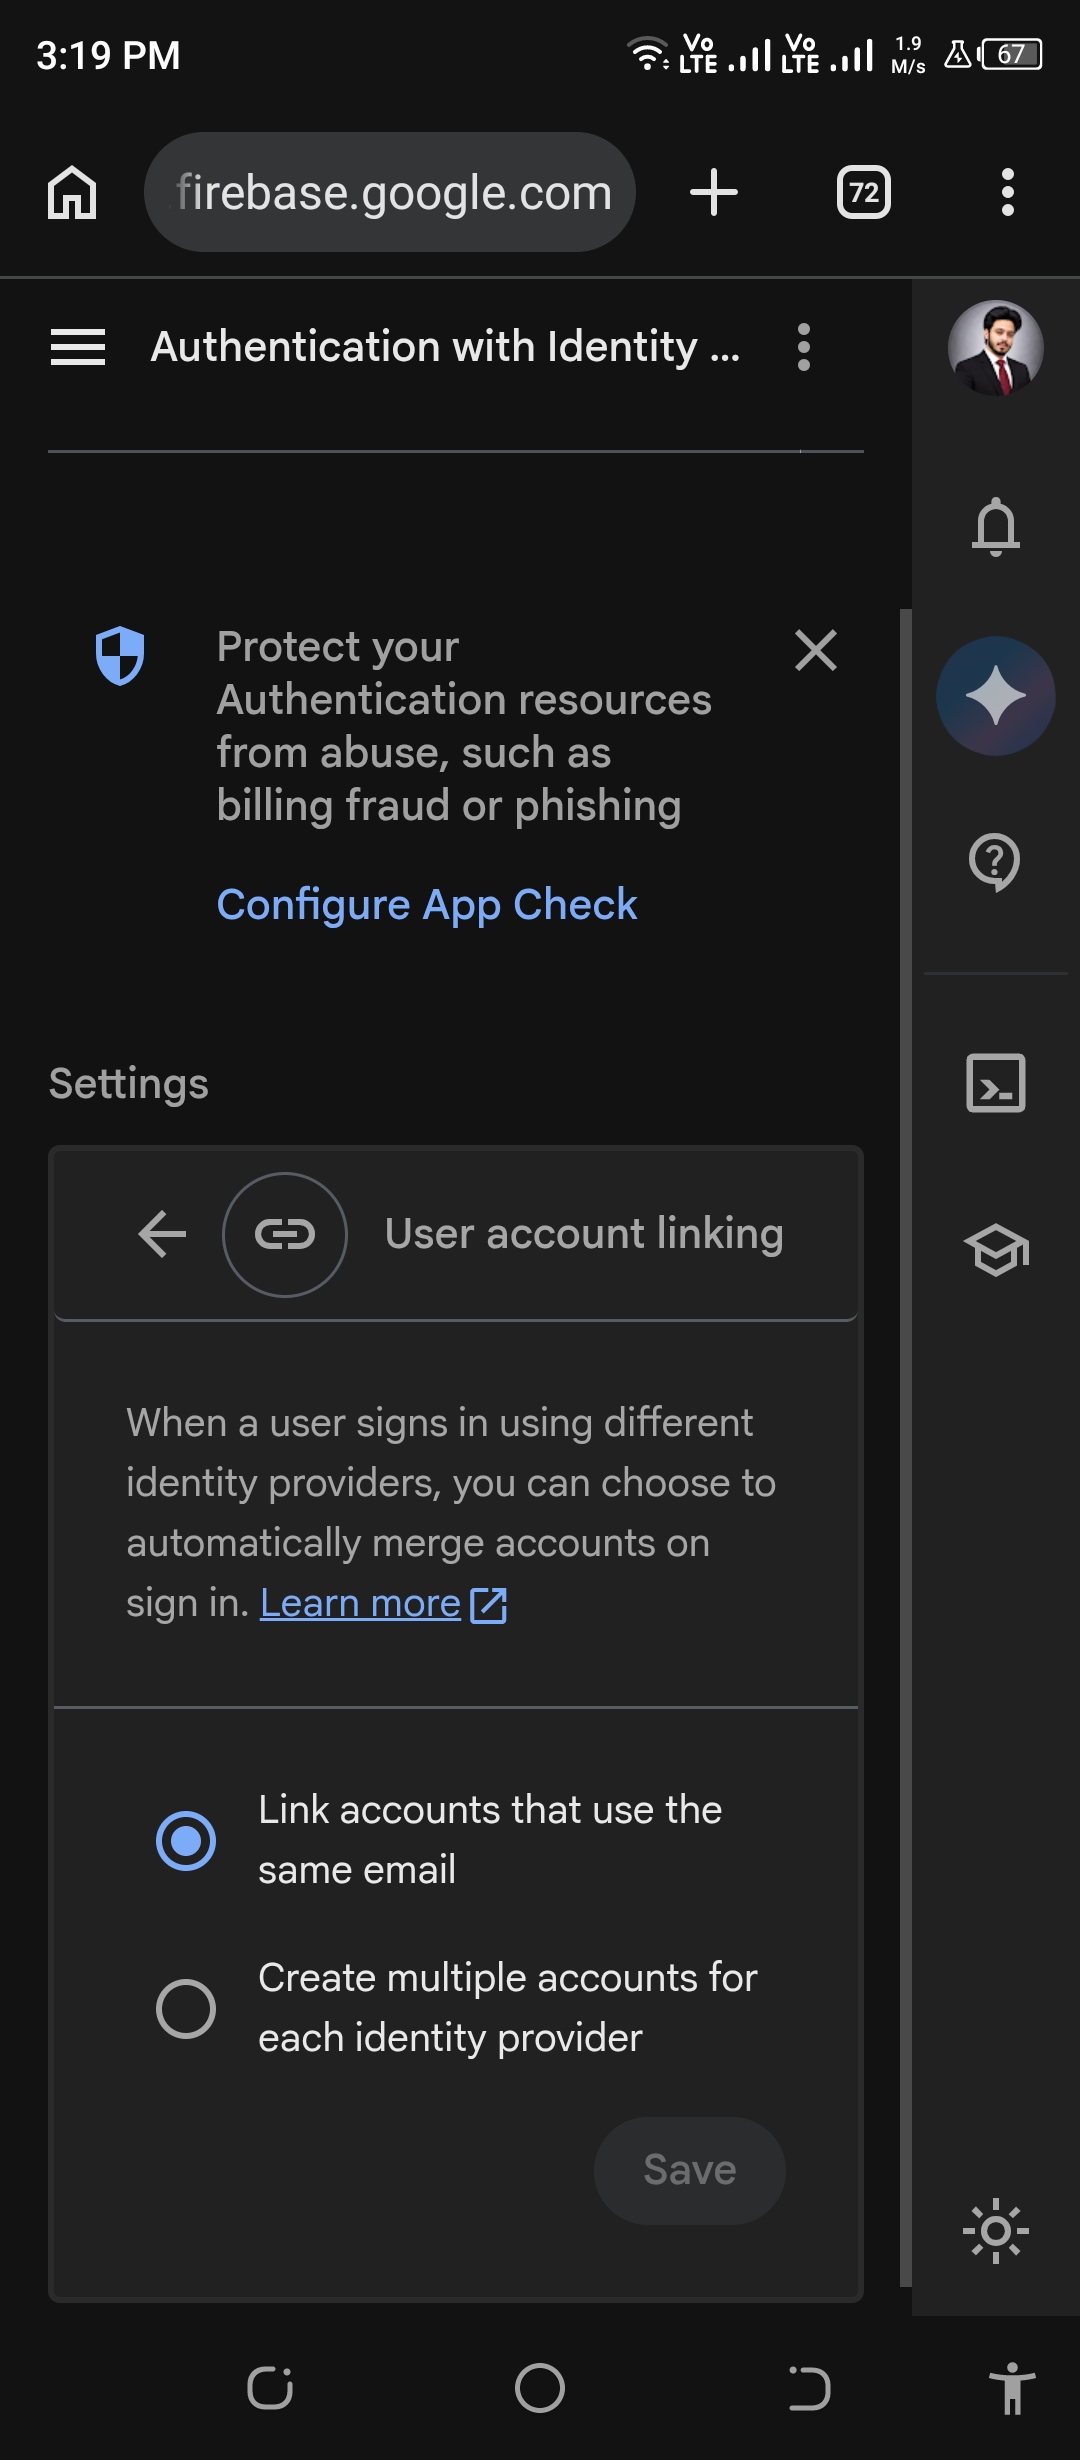 3:19 PM
Vo LTE Vo LTE 1.9 M/s 67
firebase.google.com
72
Authentication with Identity ...
Protect your
Authentication resources
from abuse, such as
billing fraud or phishing
Configure App Check
Settings
User account linking
When a user signs in using different
identity providers, you can choose to
automatically merge accounts on
sign in. Learn more
Link accounts that use the
same email
Create multiple accounts for
each identity provider
Save